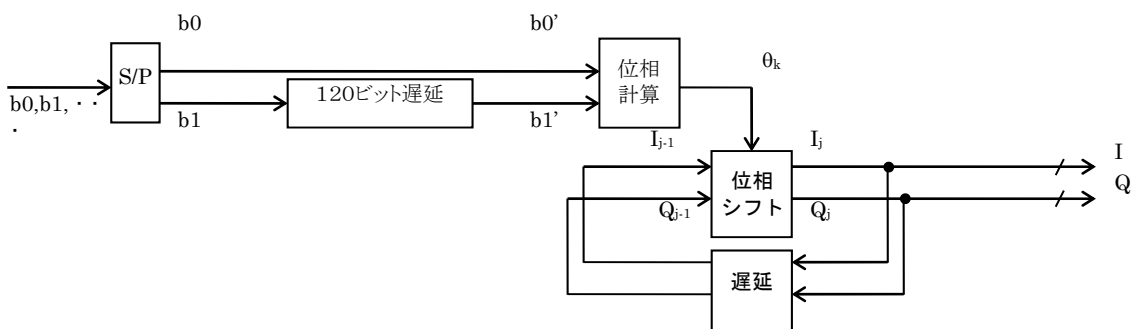 b0
b0’
S/P
位相
計算
θk
120ビット遅延
b0,b1,・・
・
b1
b1’
Ij-1
Ij
I
位相
シフト
Q
Qj-1
Qj
遅延